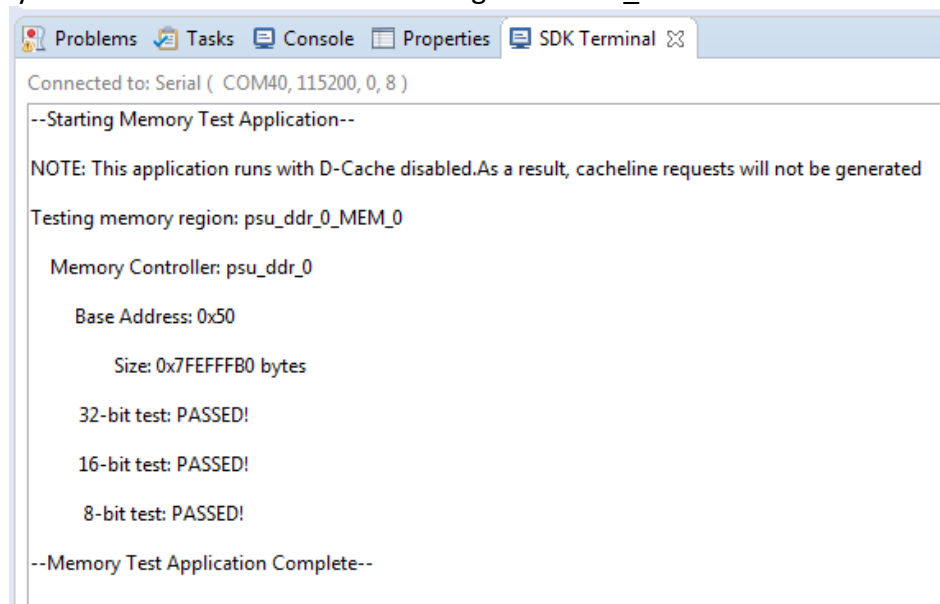 Problems Tasks Console Properties SDK Terminal
Connected to: Serial ( COM40, 115200, 0, 8 )
--Starting Memory Test Application--
NOTE: This application runs with D-Cache disabled.As a result, cacheline requests will not be generated
Testing memory region: psu_ddr_0_MEM_0
Memory Controller: psu_ddr_0
Base Address: 0x50
Size: 0x7FEFFFB0 bytes
32-bit test: PASSED!
16-bit test: PASSED!
8-bit test: PASSED!
--Memory Test Application Complete--